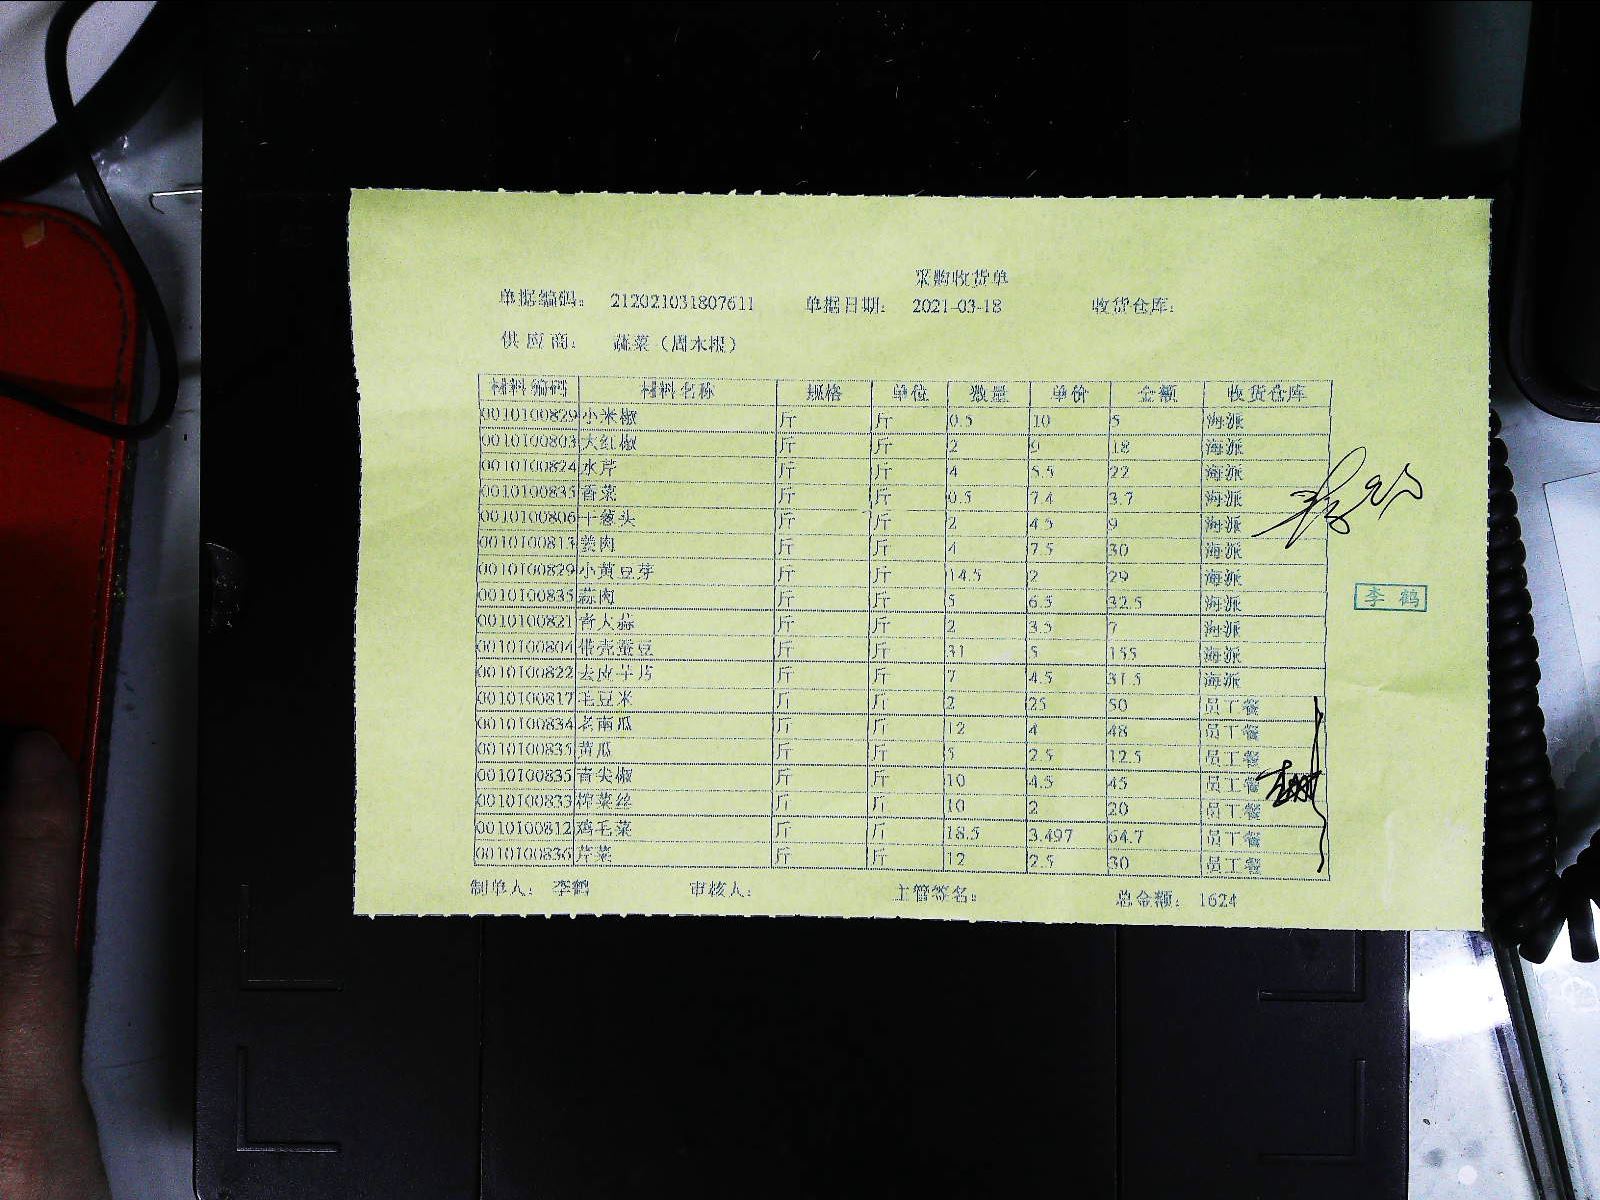 采购收货单
单据编码: 212021031807611 单据日期: 2021-03-18 收货仓库:
供应商: 蔬菜（周木根）
材料编码 材料名称 规格 单位 数量 单价 金额 收货仓库
0010100829 小米椒 斤 斤 0.5 10 5 海派
0010100803 大红椒 斤 斤 2 9 18 海派
0010100824 水芹 斤 斤 4 5.5 22 海派
0010100835 香菜 斤 斤 0.5 7.4 3.7 海派
0010100806 干葱头 斤 斤 2 4.5 9 海派
0010100813 姜肉 斤 斤 4 7.5 30 海派
0010100829 小黄豆芽 斤 斤 14.5 2 29 海派
0010100835 蒜肉 斤 斤 5 6.5 32.5 海派
0010100821 青大蒜 斤 斤 2 3.5 7 海派
0010100804 带壳蚕豆 斤 斤 31 5 155 海派
0010100822 去皮芋艿 斤 斤 7 4.5 31.5 海派
0010100817 毛豆米 斤 斤 2 25 50 员工餐
0010100834 老南瓜 斤 斤 12 4 48 员工餐
0010100835 黄瓜 斤 斤 5 2.5 12.5 员工餐
0010100835 青尖椒 斤 斤 10 4.5 45 员工餐
0010100833 榨菜丝 斤 斤 10 2 20 员工餐
0010100812 鸡毛菜 斤 斤 18.5 3.497 64.7 员工餐
0010100836 芹菜 斤 斤 12 2.5 30 员工餐
制单人: 李鹤 审核人: 主管签名: 总金额: 1624
李鹤